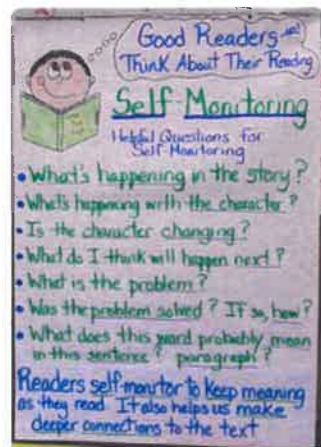 Good Readers
Think About Their Reading
Self-Monitoring
Helpful Questions for
Self-Monitoring
• What's happening in the story?
• What's happening with the character?
• Is the character changing?
• What do I think will happen next?
• What is the problem?
• Was the problem solved? If so, how?
• What does this word probably mean
in this sentence? paragraph?
Readers self-monitor to keep meaning
as they read. It also helps us make
deeper connections to the text